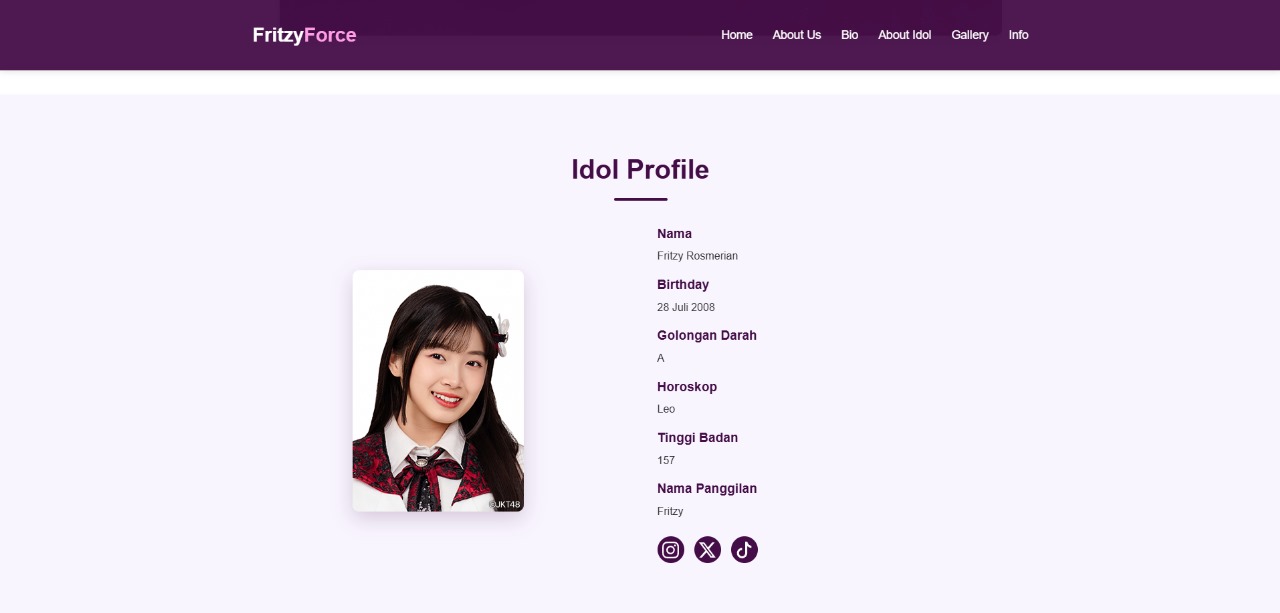 FritzyForce
Home About Us Bio About Idol Gallery Info
Idol Profile
Nama
Fritzy Rosmerian
Birthday
28 Juli 2008
Golongan Darah
A
Horoskop
Leo
Tinggi Badan
157
Nama Panggilan
Fritzy
©JKT48